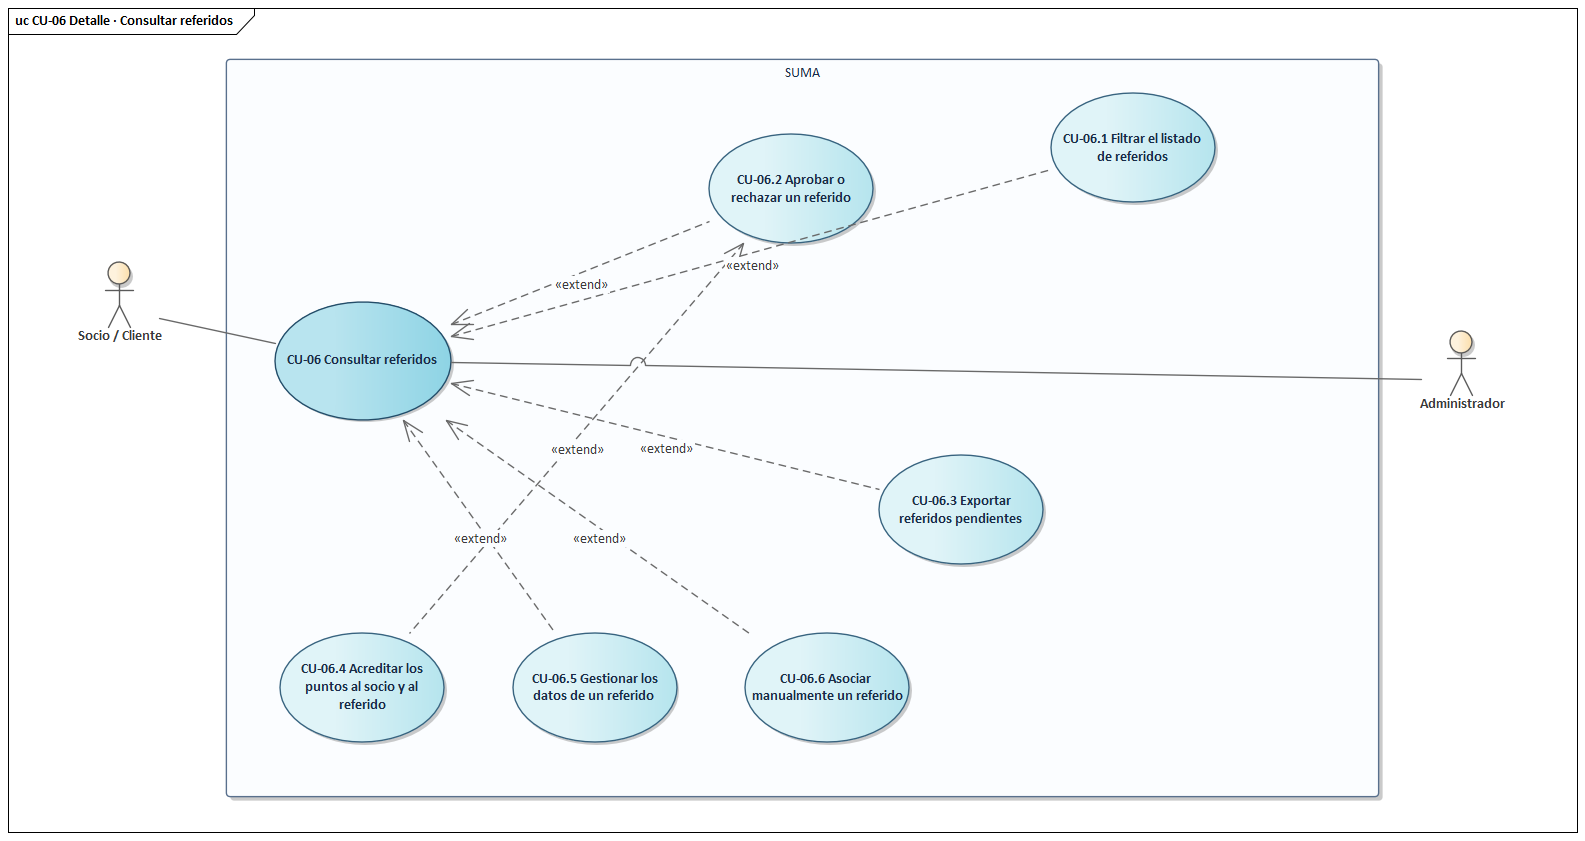 uc CU-06 Detalle · Consultar referidos
SUMA
CU-06.1 Filtrar el listado
de referidos
CU-06.2 Aprobar o
rechazar un referido
«extend»
«extend»
Socio / Cliente
CU-06 Consultar referidos
Administrador
«extend»
«extend»
CU-06.3 Exportar
referidos pendientes
«extend»
«extend»
CU-06.4 Acreditar los
puntos al socio y al
referido
CU-06.5 Gestionar los
datos de un referido
CU-06.6 Asociar
manualmente un referido